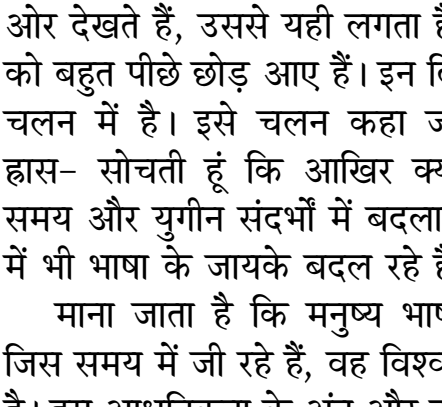 ओर देखते हैं, उससे यही लगता
को बहुत पीछे छोड़ आए हैं। इन
चलन में है। इसे चलन कहा
ह्रास– सोचती हूं कि आखिर
समय और युगीन संदर्भों में बदला
में भी भाषा के जायके बदल रहे
माना जाता है कि मनुष्य
जिस समय में जी रहे हैं, वह